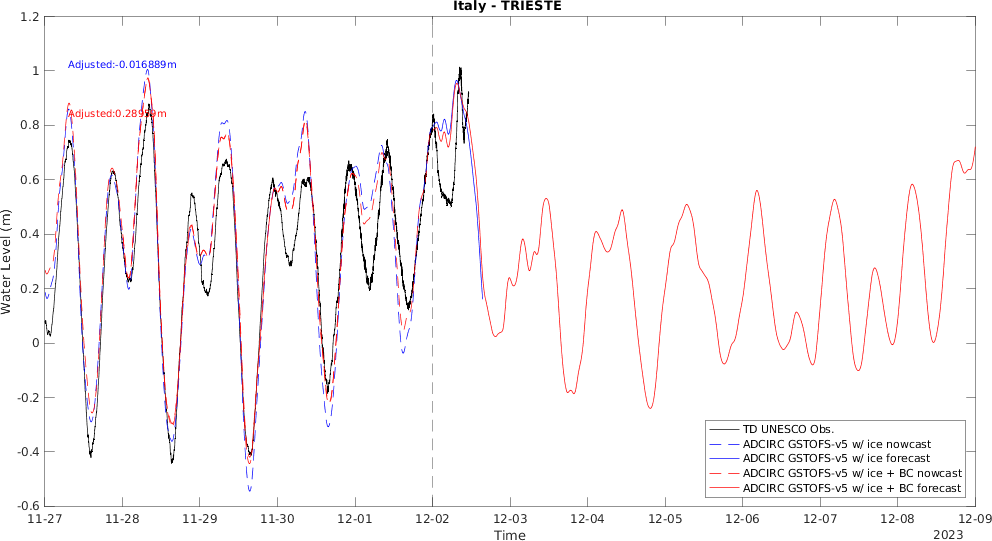 Italy - TRIESTE
1.2
1
0.8
0.6
0.4
0.2
0
-0.2
-0.4
-0.6
Water Level (m)
Adjusted:-0.016889m
TD UNESCO Obs.
ADCIRC GSTOFS-v5 w/ ice nowcast
ADCIRC GSTOFS-v5 w/ ice forecast
ADCIRC GSTOFS-v5 w/ ice + BC nowcast
ADCIRC GSTOFS-v5 w/ ice + BC forecast
11-27 11-28 11-29 11-30 12-01 12-02 12-03 12-04 12-05 12-06 12-07 12-08 12-09
Time
2023